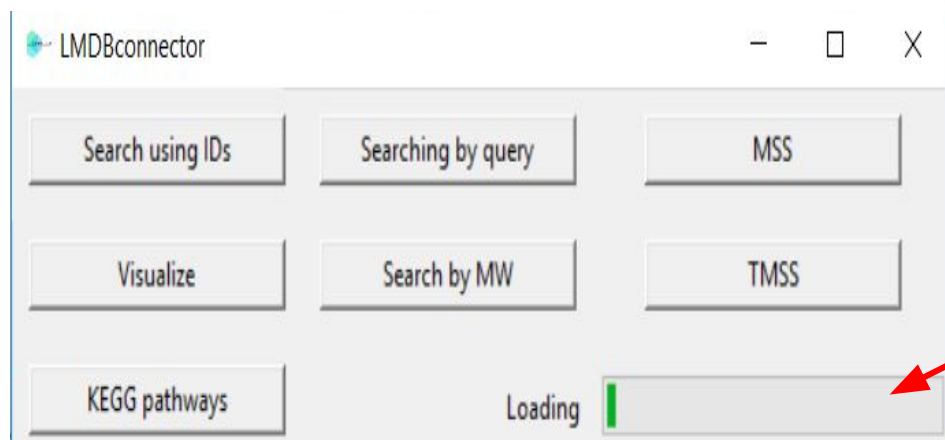 LMDBconnector
Search using IDs
Searching by query
MSS
Visualize
Search by MW
TMSS
KEGG pathways
Loading